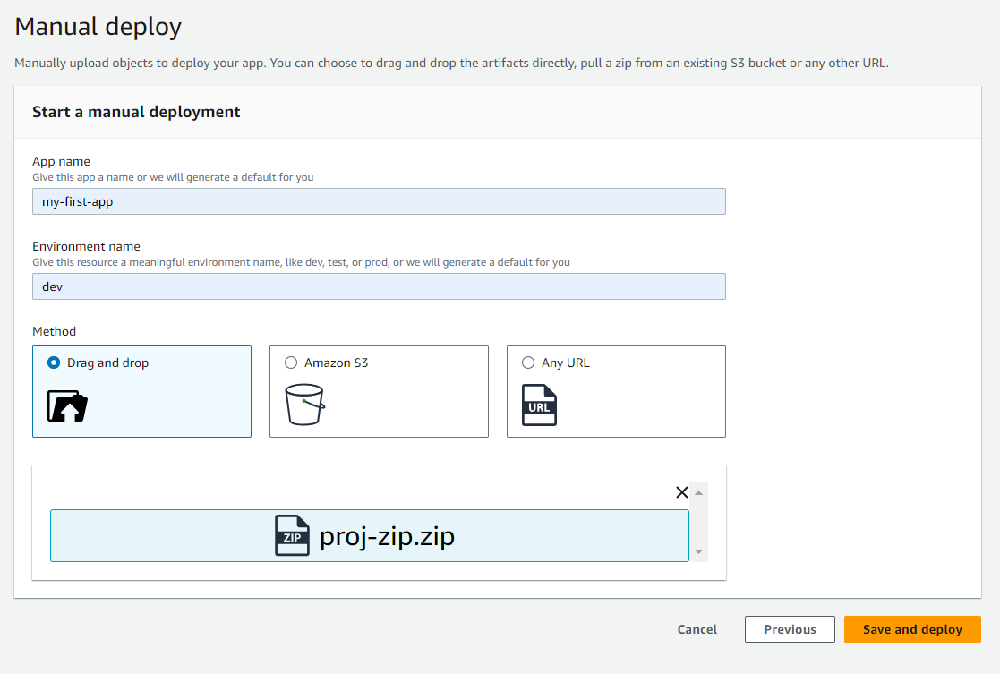 Manual deploy
Manually upload objects to deploy your app. You can choose to drag and drop the artifacts directly, pull a zip from an existing S3 bucket or any other URL.
Start a manual deployment
App name
Give this app a name or we will generate a default for you
my-first-app
Environment name
Give this resource a meaningful environment name, like dev, test, or prod, or we will generate a default for you
dev
Method
Drag and drop
Amazon S3
Any URL
URL
ZIP proj-zip.zip
Cancel
Previous
Save and deploy